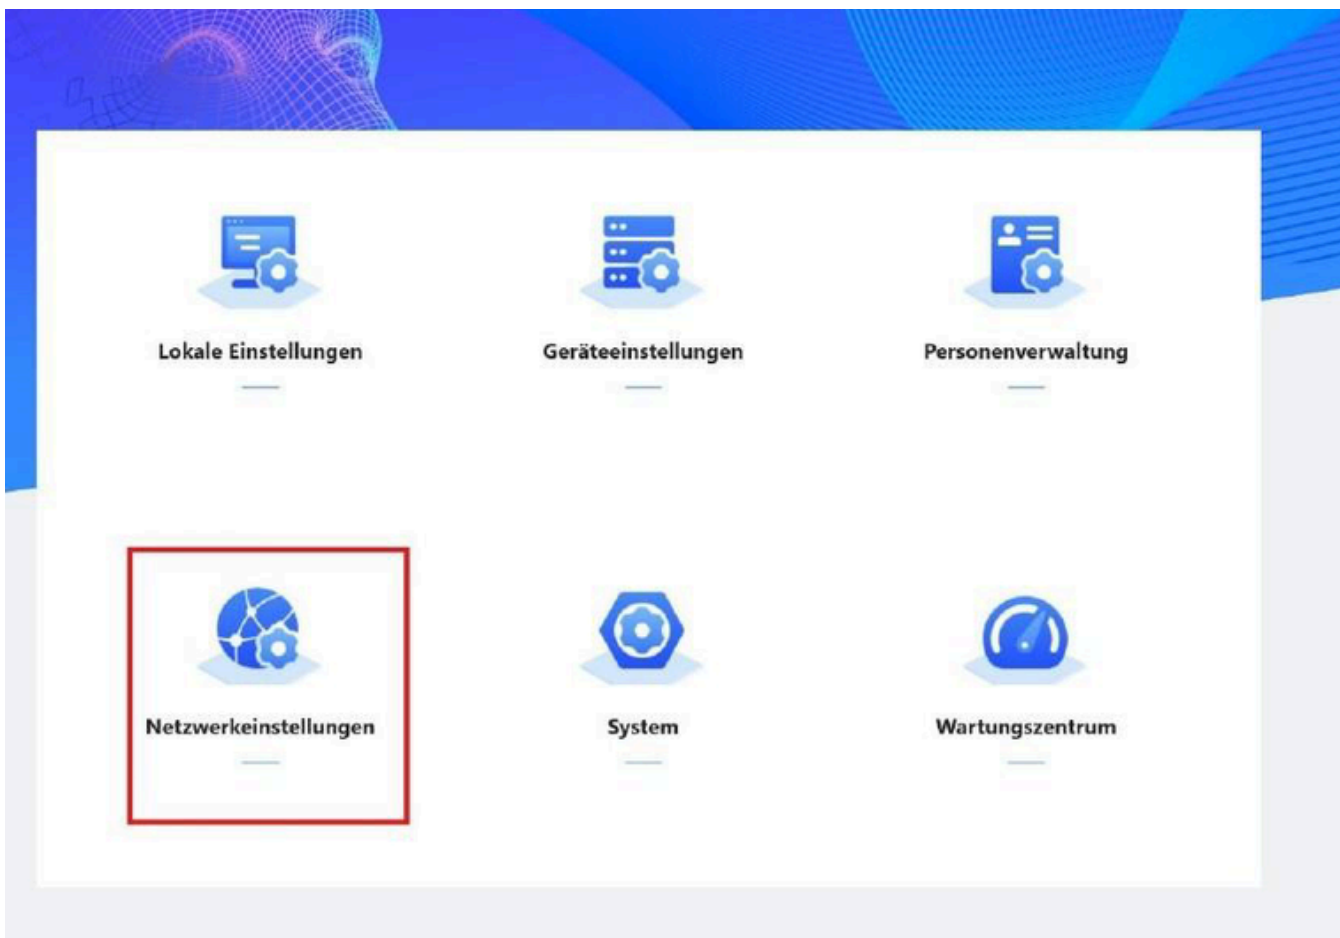 Lokale Einstellungen
Geräteeinstellungen
Personenverwaltung
Netzwerkeinstellungen
System
Wartungszentrum